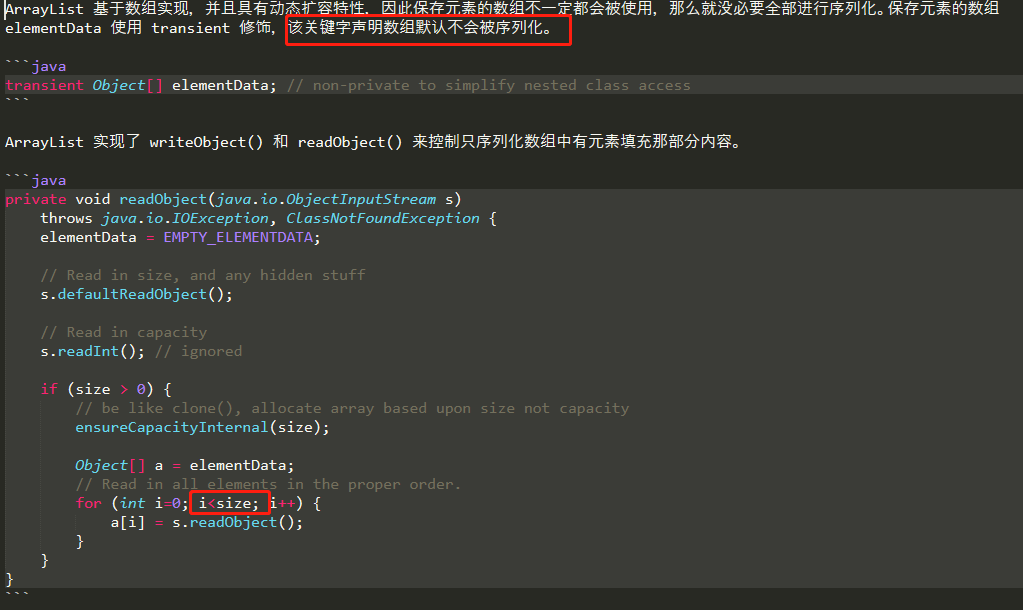 ArrayList 基于数组实现, 并且具有动态扩容特性, 因此保存元素的数组不一定都会被使用, 那么就没必要全部进行序列化。保存元素的数组
elementData 使用 transient 修饰, 该关键字声明数组默认不会被序列化。
```java
transient Object[] elementData; // non-private to simplify nested class access
```
ArrayList 实现了 writeObject() 和 readObject() 来控制只序列化数组中有元素填充那部分内容。
```java
private void readObject(java.io.ObjectInputStream s)
    throws java.io.IOException, ClassNotFoundException {
    elementData = EMPTY_ELEMENTDATA;
    // Read in size, and any hidden stuff
    s.defaultReadObject();
    // Read in capacity
    s.readInt(); // ignored
    if (size > 0) {
        // be like clone(), allocate array based upon size not capacity
        ensureCapacityInternal(size);
        Object[] a = elementData;
        // Read in all elements in the proper order.
        for (int i=0; i<size; i++) {
            a[i] = s.readObject();
        }
    }
}
```